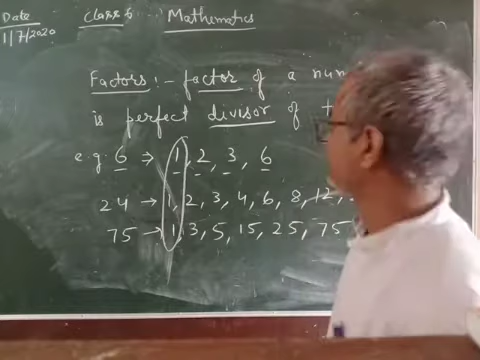 Date Class 6 Mathematics
1/7/2020
Factors:- factor of a num
is perfect divisor of t
e.g. 6 ⇒ 1, 2, 3, 6
24 → 1, 2, 3, 4, 6, 8, 12,
75 → 1, 3, 5, 15, 25, 75